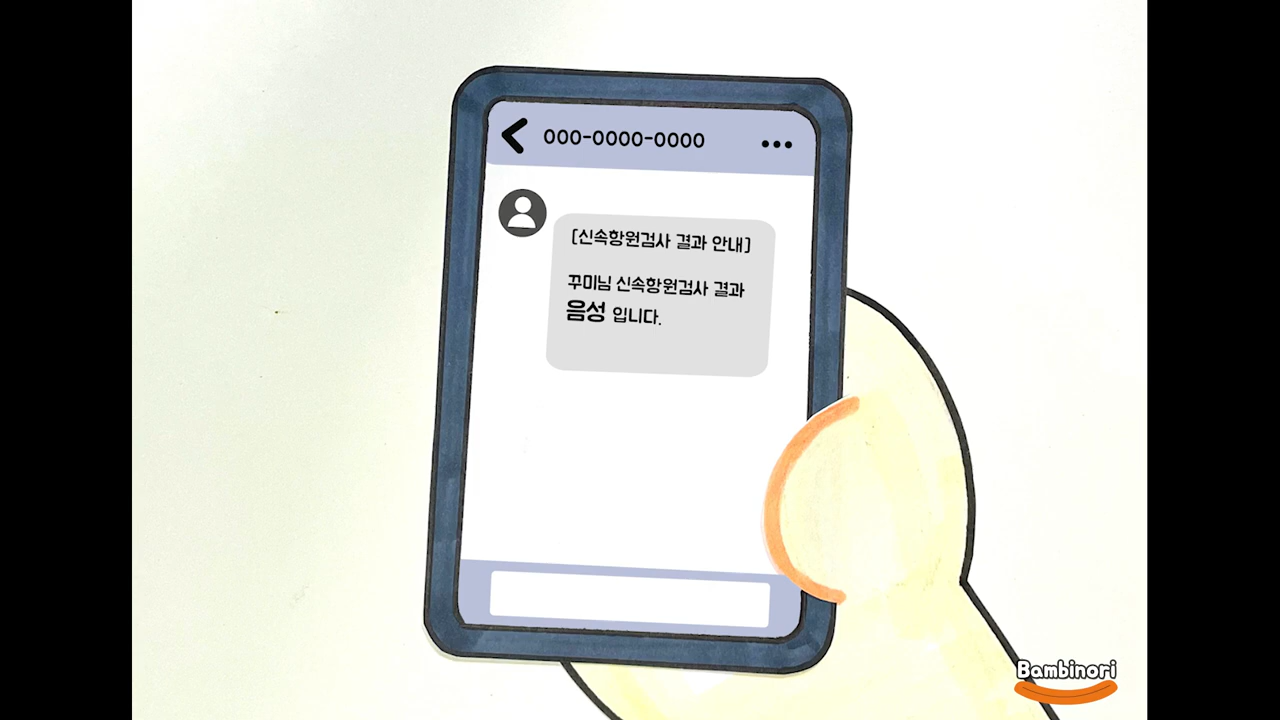 000-0000-0000
[신속항원검사 결과 안내]
꾸미님 신속항원검사 결과
음성 입니다.
Bambinori